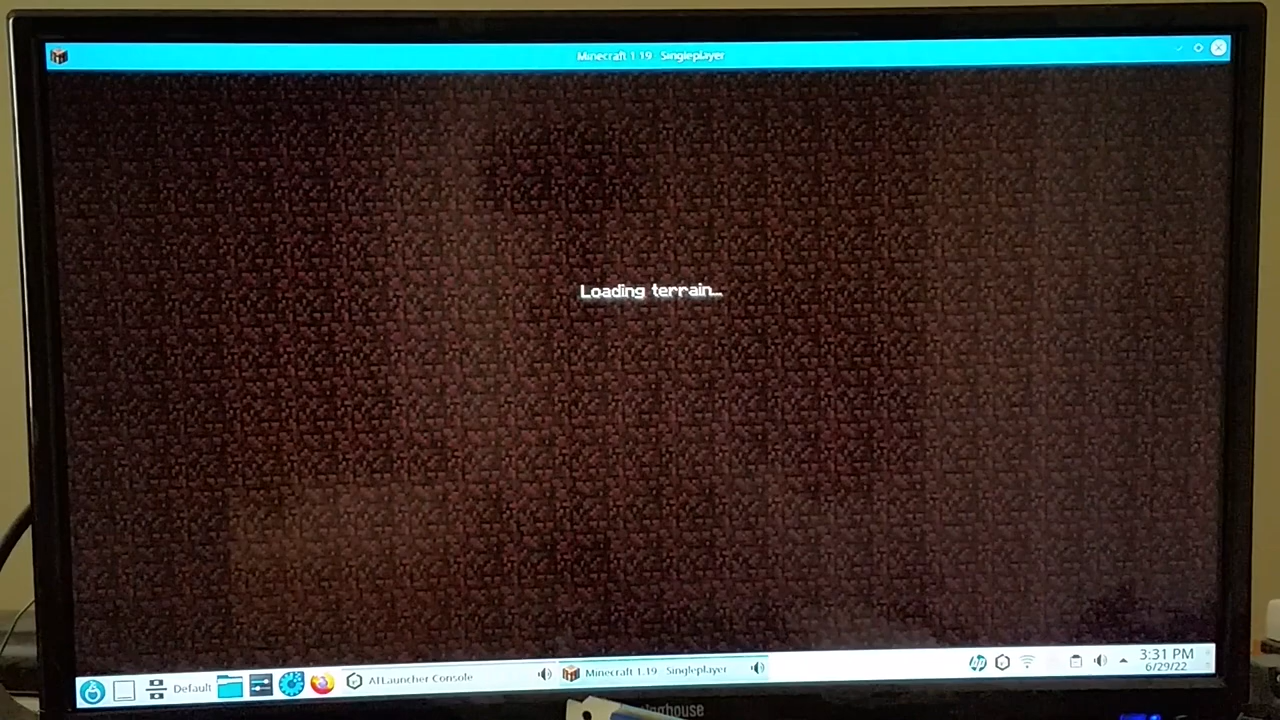 Minecraft 1.19 - Singleplayer
Loading terrain...
Default
ATLauncher Console
Minecraft 1.19 - Singleplayer
hp
3:31 PM
6/29/22